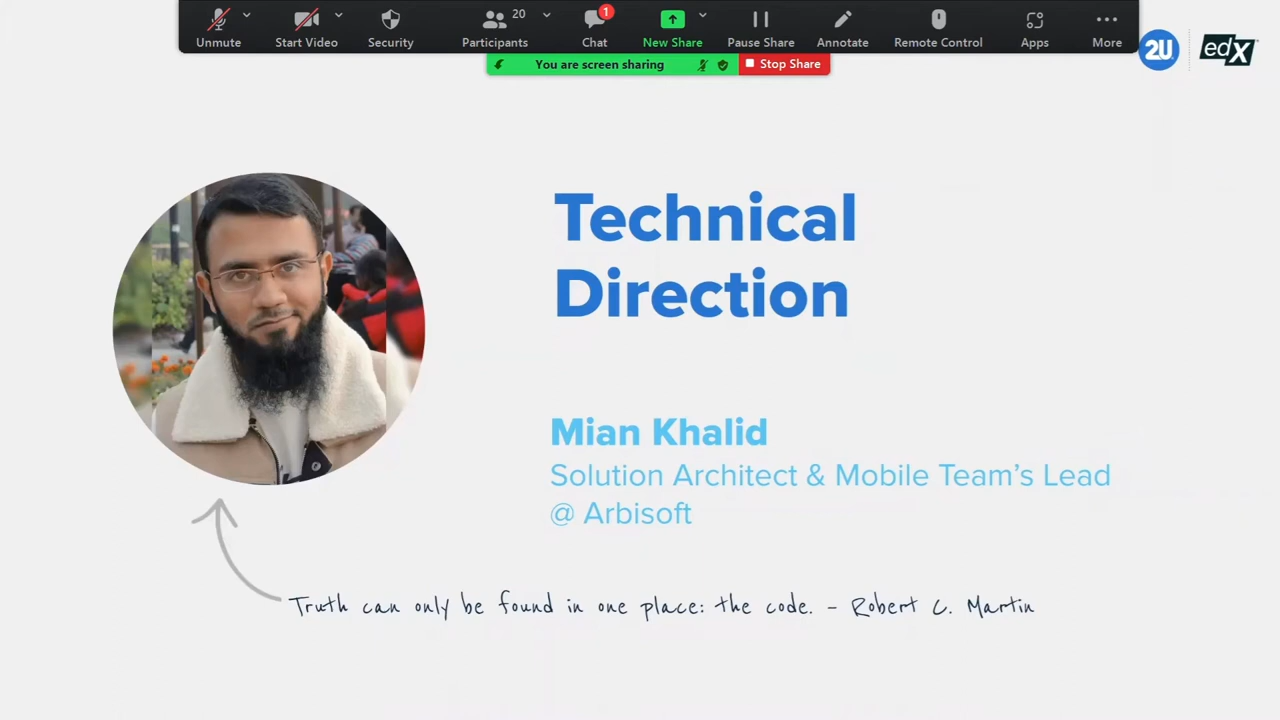 Unmute
Start Video
Security
Participants
20
Chat
1
New Share
Pause Share
Annotate
Remote Control
Apps
More
You are screen sharing
Stop Share
2U
edX
Technical
Direction
Mian Khalid
Solution Architect & Mobile Team’s Lead
@ Arbisoft
Truth can only be found in one place: the code. – Robert C. Martin